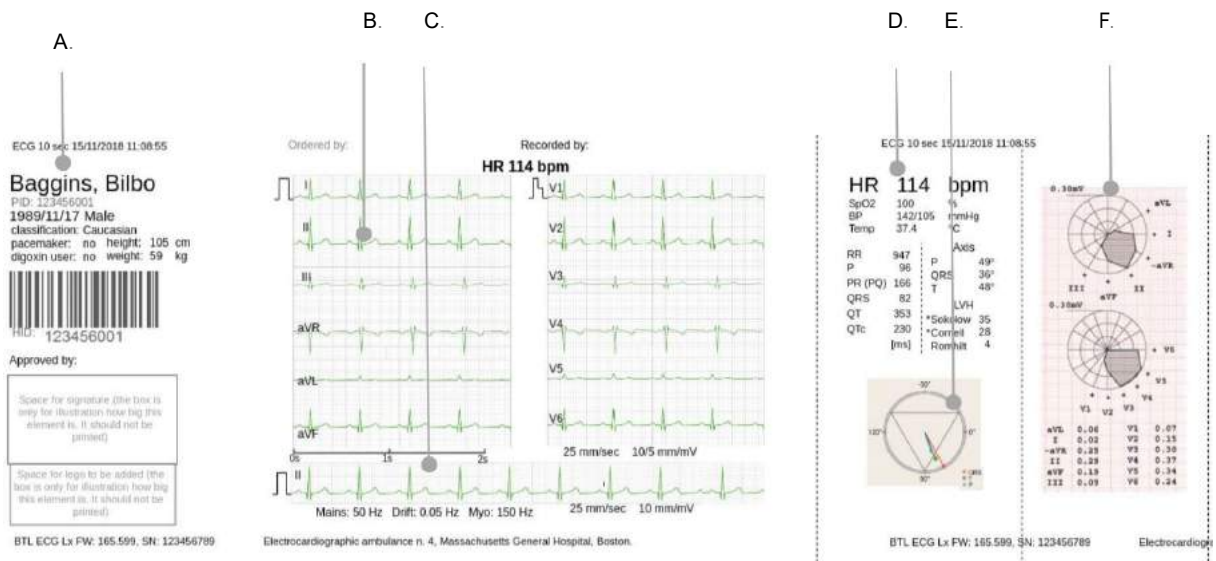 A.
B.
C.
D.
E.
F.
ECG 10 sec 15/11/2018 11:08:55
Baggins, Bilbo
PID: 123456001
1989/11/17 Male
classification: Caucasian
pacemaker: no height: 105 cm
digoxin user: no weight: 59 kg
HID: 123456001
Approved by:
Space for signature (the box is
only for illustration how big this
element is. It should not be
printed)
Space for logo to be added (the
box is only for illustration how big
this element is. It should not be
printed)
BTL ECG Lx FW: 165.599, SN: 123456789
Ordered by:
Recorded by:
HR 114 bpm
I
II
III
aVR
aVL
aVF
V1
V2
V3
V4
V5
V6
0s
1s
2s
25 mm/sec 10/5 mm/mV
II
Mains: 50 Hz Drift: 0.05 Hz Myo: 150 Hz
25 mm/sec 10 mm/mV
Electrocardiographic ambulance n. 4, Massachusetts General Hospital, Boston.
ECG 10 sec 15/11/2018 11:08:55
HR 114 bpm
SpO2 100 %
BP 142/105 mmHg
Temp 37.4 °C
RR 947
P 96
PR (PQ) 166
QRS 82
QT 353
QTc 230
[ms]
Axis
P 49°
QRS 36°
T 48°
LVH
*Sokolow 35
*Cornell 28
Romhilt 4
-30°
120°
0°
90°
QRS
T
P
BTL ECG Lx FW: 165.599, SN: 123456789
0.30mV
aVL
I
-aVR
II
aVF
III
0.30mV
V6
V5
V4
V3
V2
V1
aVL 0.06 V1 0.07
I 0.02 V2 0.15
-aVR 0.25 V3 0.30
II 0.29 V4 0.37
aVF 0.19 V5 0.34
III 0.09 V6 0.24